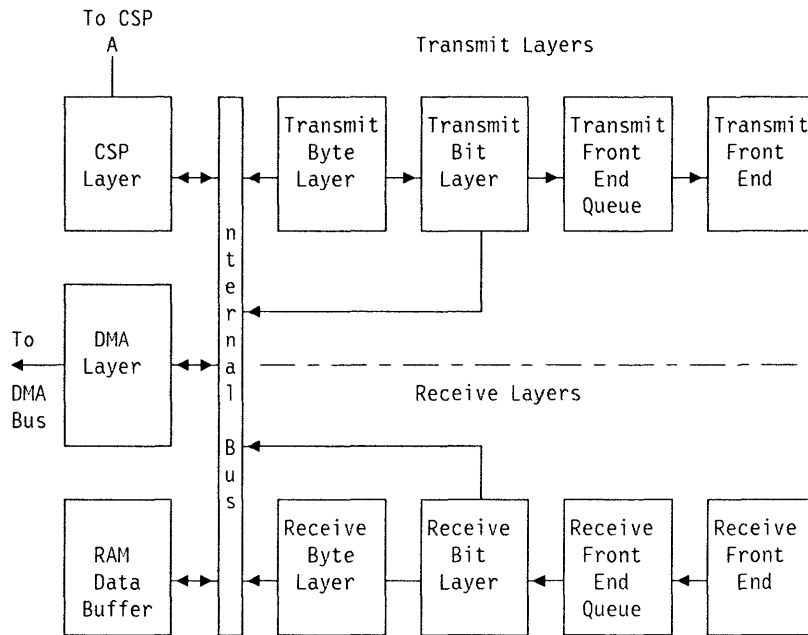 To CSP
A
Transmit Layers
CSP
Layer
Transmit
Byte
Layer
Transmit
Bit
Layer
Transmit
Front
End
Queue
Transmit
Front
End
nternal Bus
To
DMA
Bus
DMA
Layer
Receive Layers
RAM
Data
Buffer
Receive
Byte
Layer
Receive
Bit
Layer
Receive
Front
End
Queue
Receive
Front
End